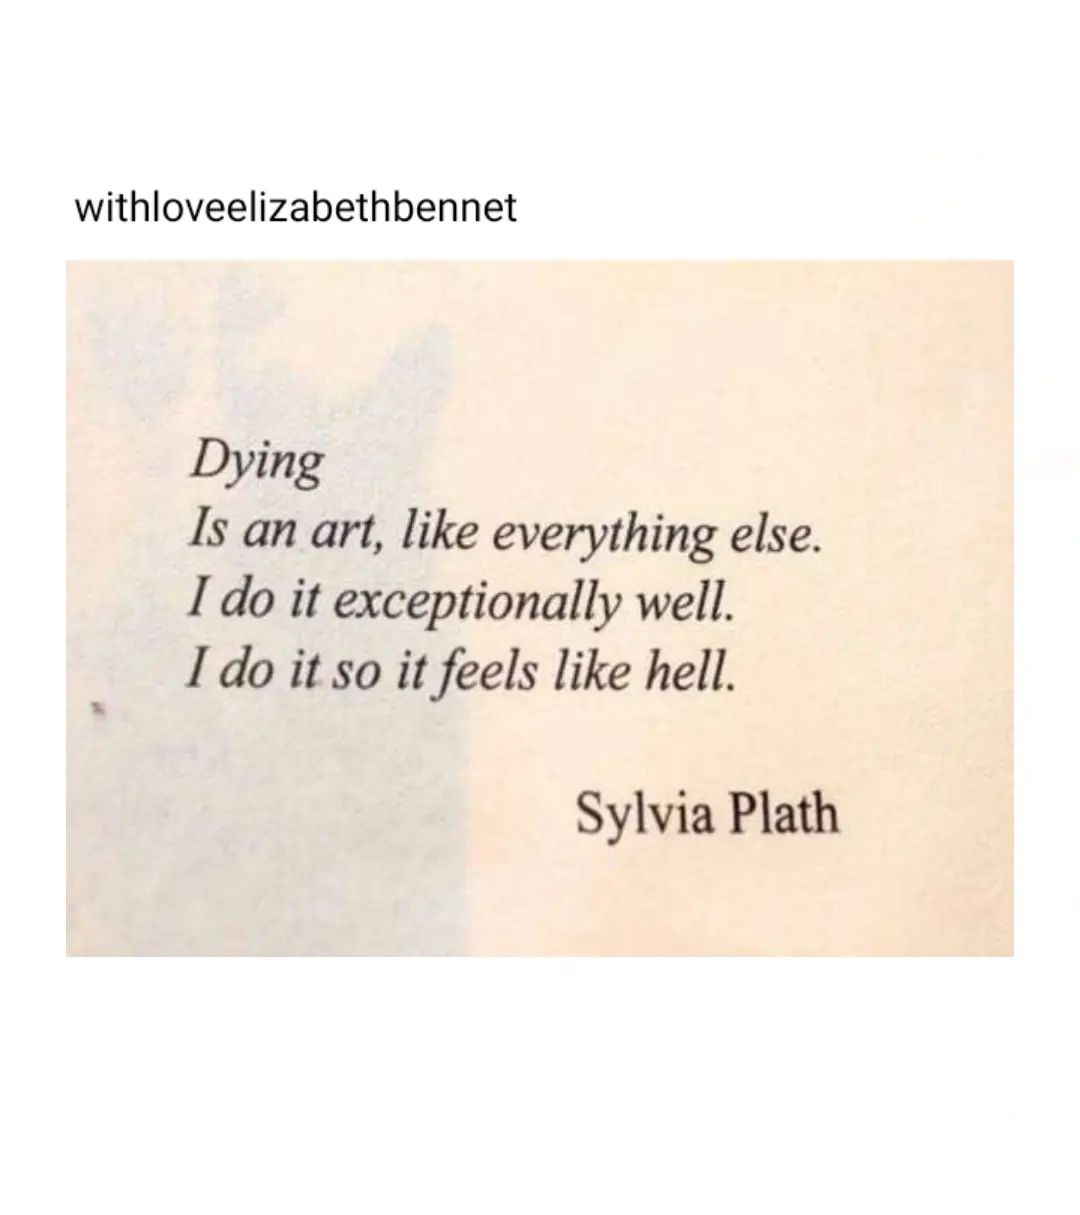 withloveelizabethbennet
Dying
Is an art, like everything else.
I do it exceptionally well.
I do it so it feels like hell.
Sylvia Plath